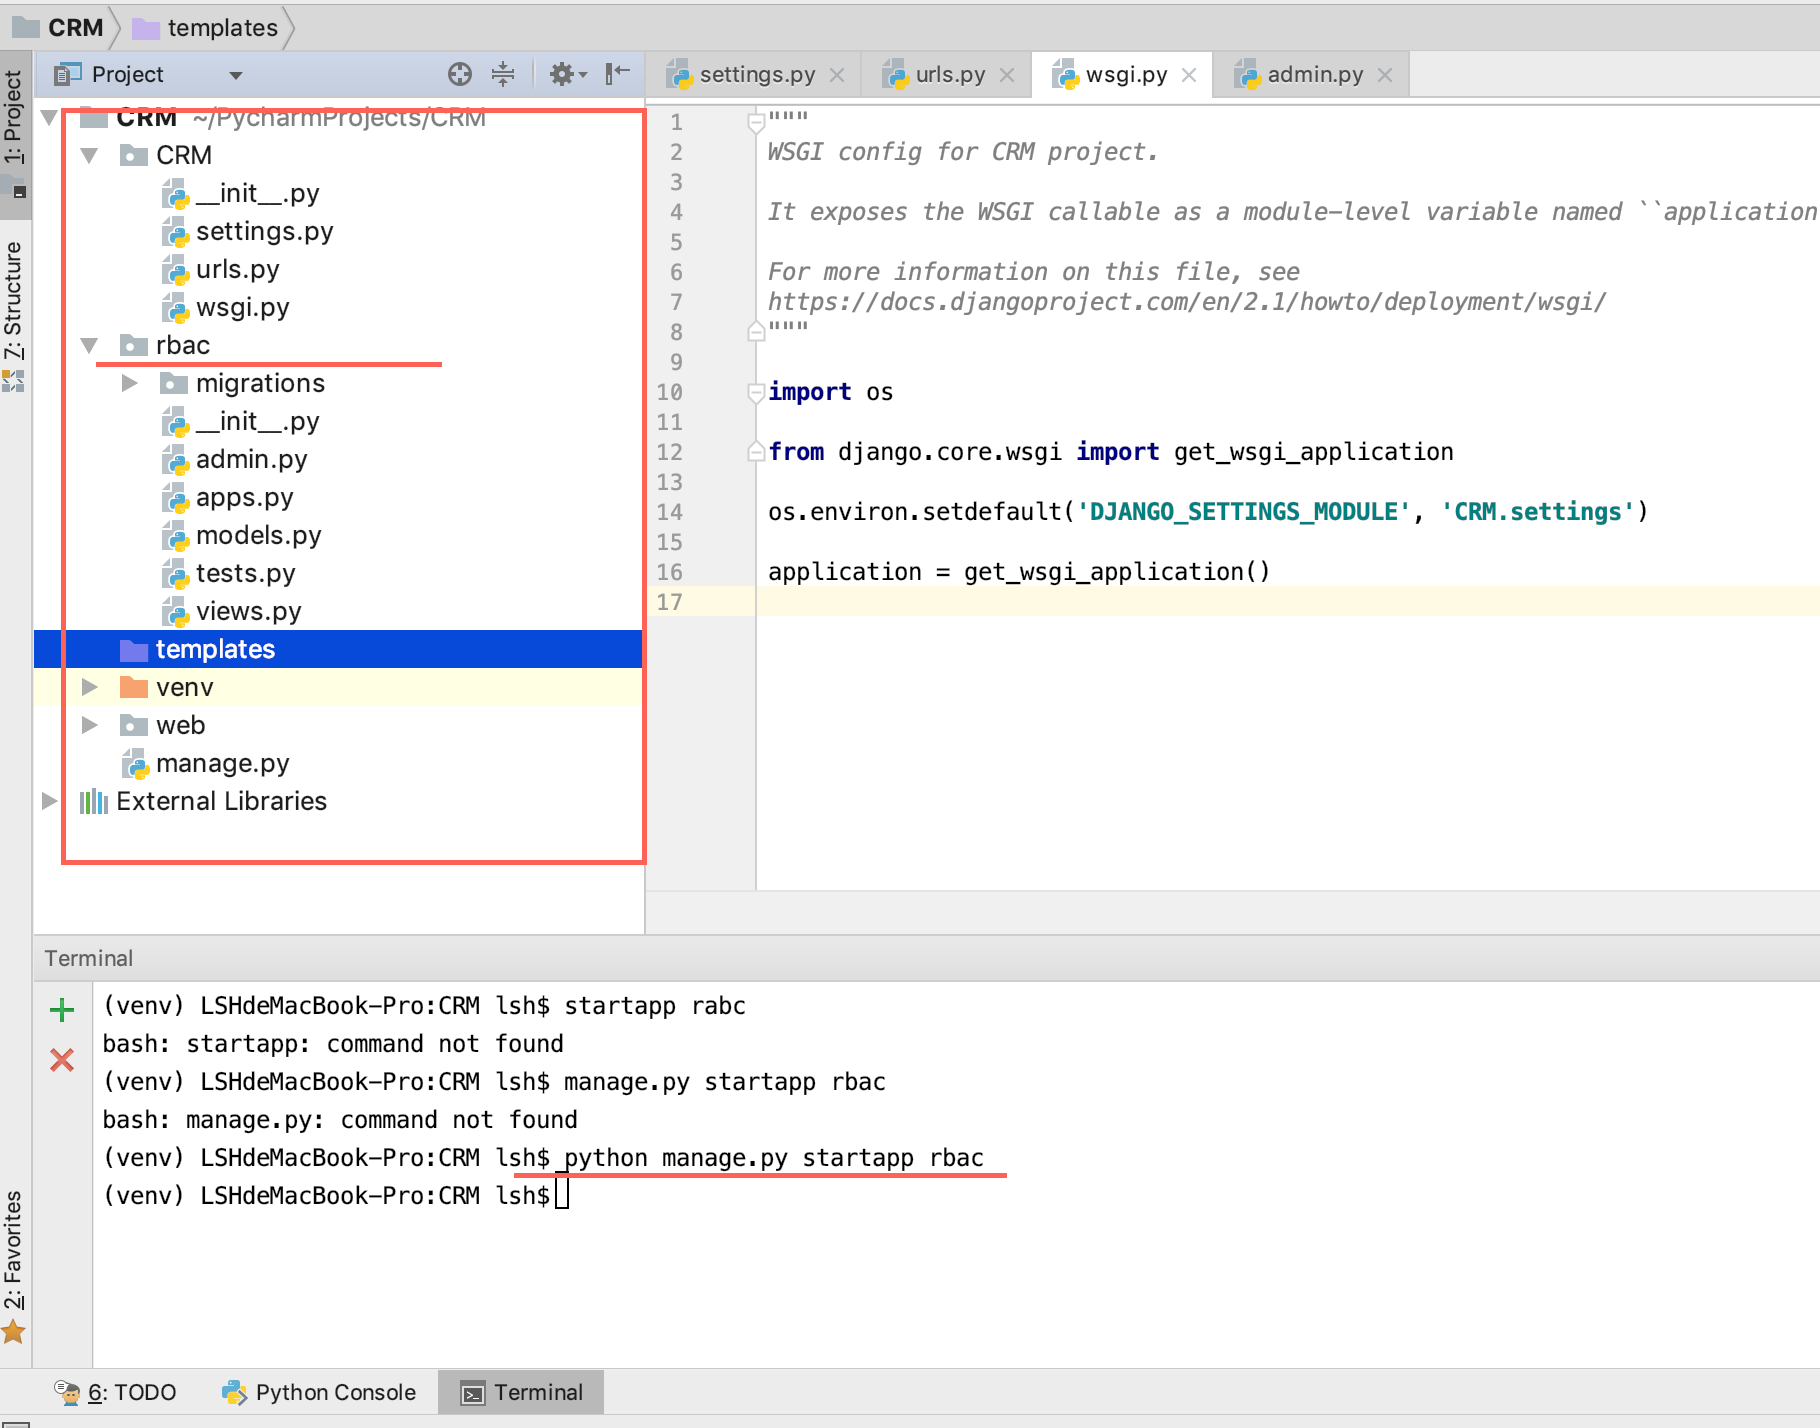 CRM templates
Project
settings.py urls.py wsgi.py admin.py
1: Project
7: Structure
2: Favorites
CRM ~/PycharmProjects/CRM
CRM
__init__.py
settings.py
urls.py
wsgi.py
rbac
migrations
__init__.py
admin.py
apps.py
models.py
tests.py
views.py
templates
venv
web
manage.py
External Libraries
1 """
2 WSGI config for CRM project.
3
4 It exposes the WSGI callable as a module-level variable named ``application
5
6 For more information on this file, see
7 https://docs.djangoproject.com/en/2.1/howto/deployment/wsgi/
8 """
9
10 import os
11
12 from django.core.wsgi import get_wsgi_application
13
14 os.environ.setdefault('DJANGO_SETTINGS_MODULE', 'CRM.settings')
15
16 application = get_wsgi_application()
17
Terminal
(venv) LSHdeMacBook-Pro:CRM lsh$ startapp rabc
bash: startapp: command not found
(venv) LSHdeMacBook-Pro:CRM lsh$ manage.py startapp rbac
bash: manage.py: command not found
(venv) LSHdeMacBook-Pro:CRM lsh$ python manage.py startapp rbac
(venv) LSHdeMacBook-Pro:CRM lsh$
6: TODO Python Console Terminal